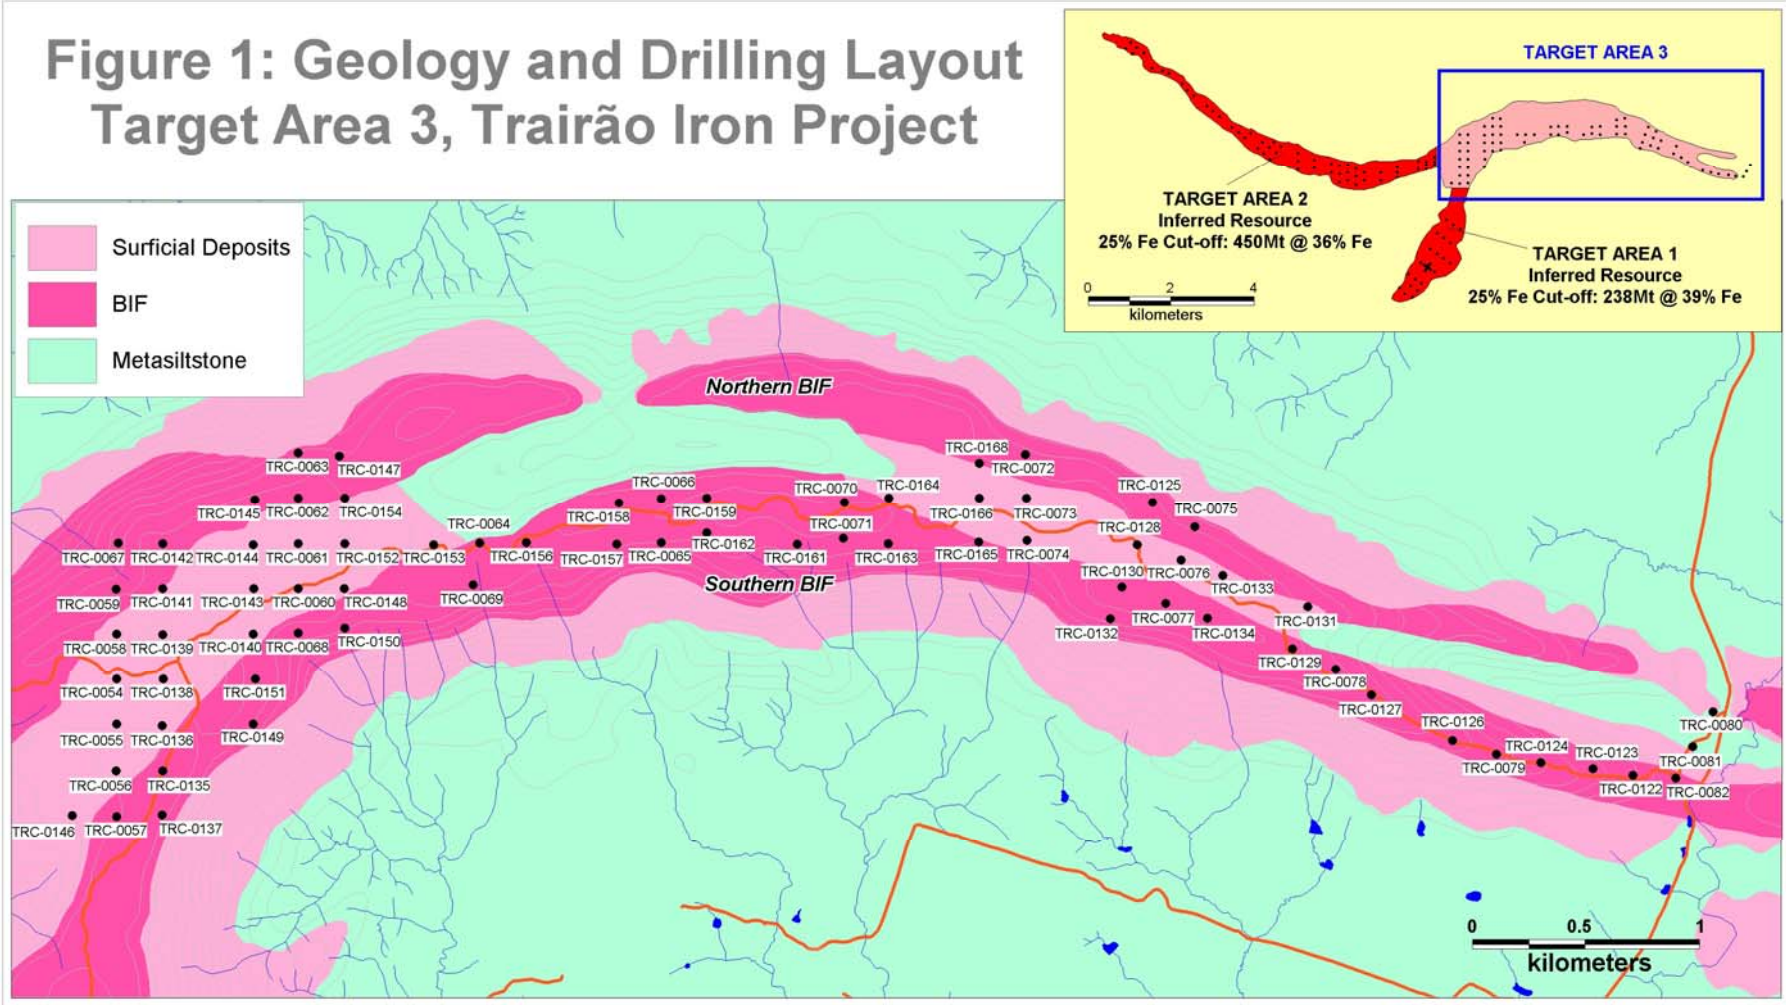 Figure 1: Geology and Drilling Layout
Target Area 3, Trairão Iron Project
TARGET AREA 3
TARGET AREA 2
Inferred Resource
25% Fe Cut-off: 450Mt @ 36% Fe
TARGET AREA 1
Inferred Resource
25% Fe Cut-off: 238Mt @ 39% Fe
0 2 4
kilometers
Surficial Deposits
BIF
Metasiltstone
Northern BIF
TRC-0168
TRC-0063 TRC-0147 TRC-0072
TRC-0066 TRC-0070 TRC-0164 TRC-0125
TRC-0145 TRC-0062 TRC-0154 TRC-0158 TRC-0159 TRC-0166 TRC-0073 TRC-0075
TRC-0064 TRC-0071 TRC-0128
TRC-0067 TRC-0142 TRC-0144 TRC-0061 TRC-0152 TRC-0153 TRC-0156 TRC-0157 TRC-0065 TRC-0162 TRC-0161 TRC-0163 TRC-0165 TRC-0074
TRC-0130 TRC-0076
Southern BIF
TRC-0133
TRC-0059 TRC-0141 TRC-0143 TRC-0060 TRC-0148 TRC-0069
TRC-0077
TRC-0132 TRC-0134 TRC-0131
TRC-0058 TRC-0139 TRC-0140 TRC-0068 TRC-0150
TRC-0129
TRC-0078
TRC-0054 TRC-0138 TRC-0151
TRC-0127
TRC-0126 TRC-0080
TRC-0055 TRC-0136 TRC-0149
TRC-0124 TRC-0123
TRC-0079 TRC-0081
TRC-0056 TRC-0135 TRC-0122 TRC-0082
TRC-0146 TRC-0057 TRC-0137
0 0.5 1
kilometers